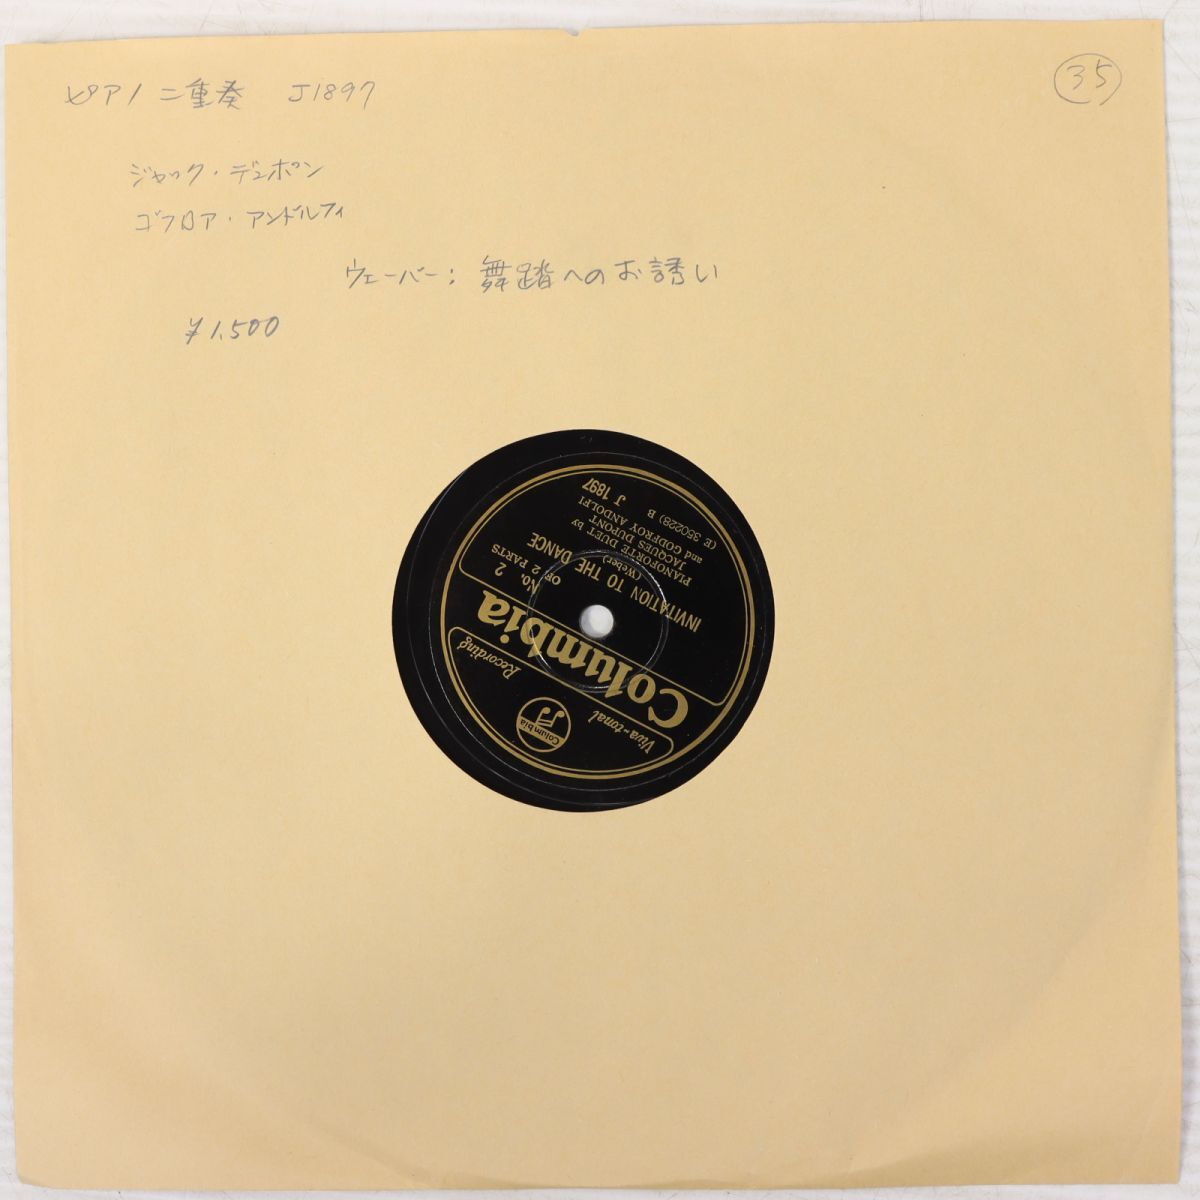 ピアノ二重奏 J1897
35
ジャック・デュポン
ゴフロア・アンドルフィ
ウェーバー：舞踏へのお誘い
¥1,500
Columbia
Viva-tonal Recording
Columbia
No. 2
OF 2 PARTS
INVITATION TO THE DANCE
(Weber)
PIANOFORTE DUET by
JACQUES DUPONT
and GODFROY ANDOLFI
(E 350228) B
J 1897